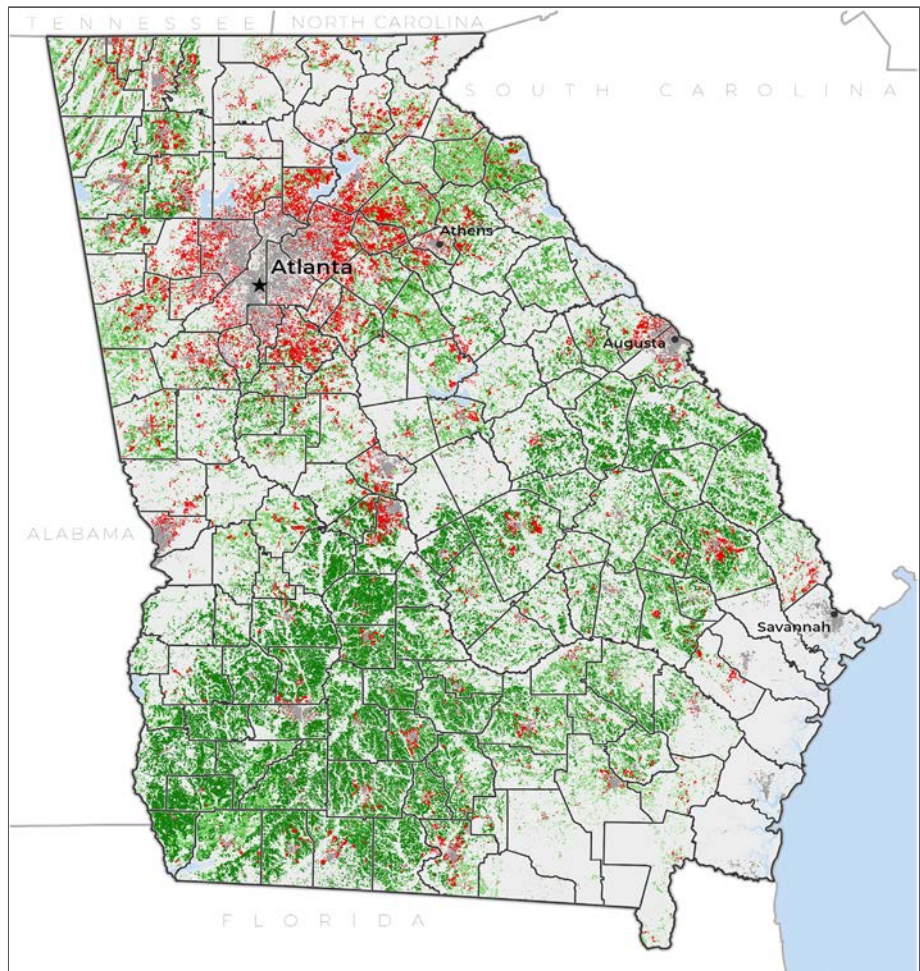 TENNESSEE
NORTH CAROLINA
SOUTH CAROLINA
Athens
Atlanta
Augusta
ALABAMA
Savannah
FLORIDA